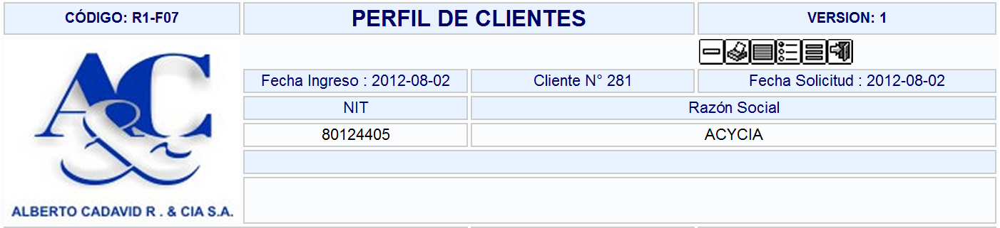 CÓDIGO: R1-F07
PERFIL DE CLIENTES
VERSION: 1
A&C
Fecha Ingreso : 2012-08-02
Cliente N° 281
Fecha Solicitud : 2012-08-02
NIT
Razón Social
80124405
ACYCIA
ALBERTO CADAVID R . & CIA S.A.